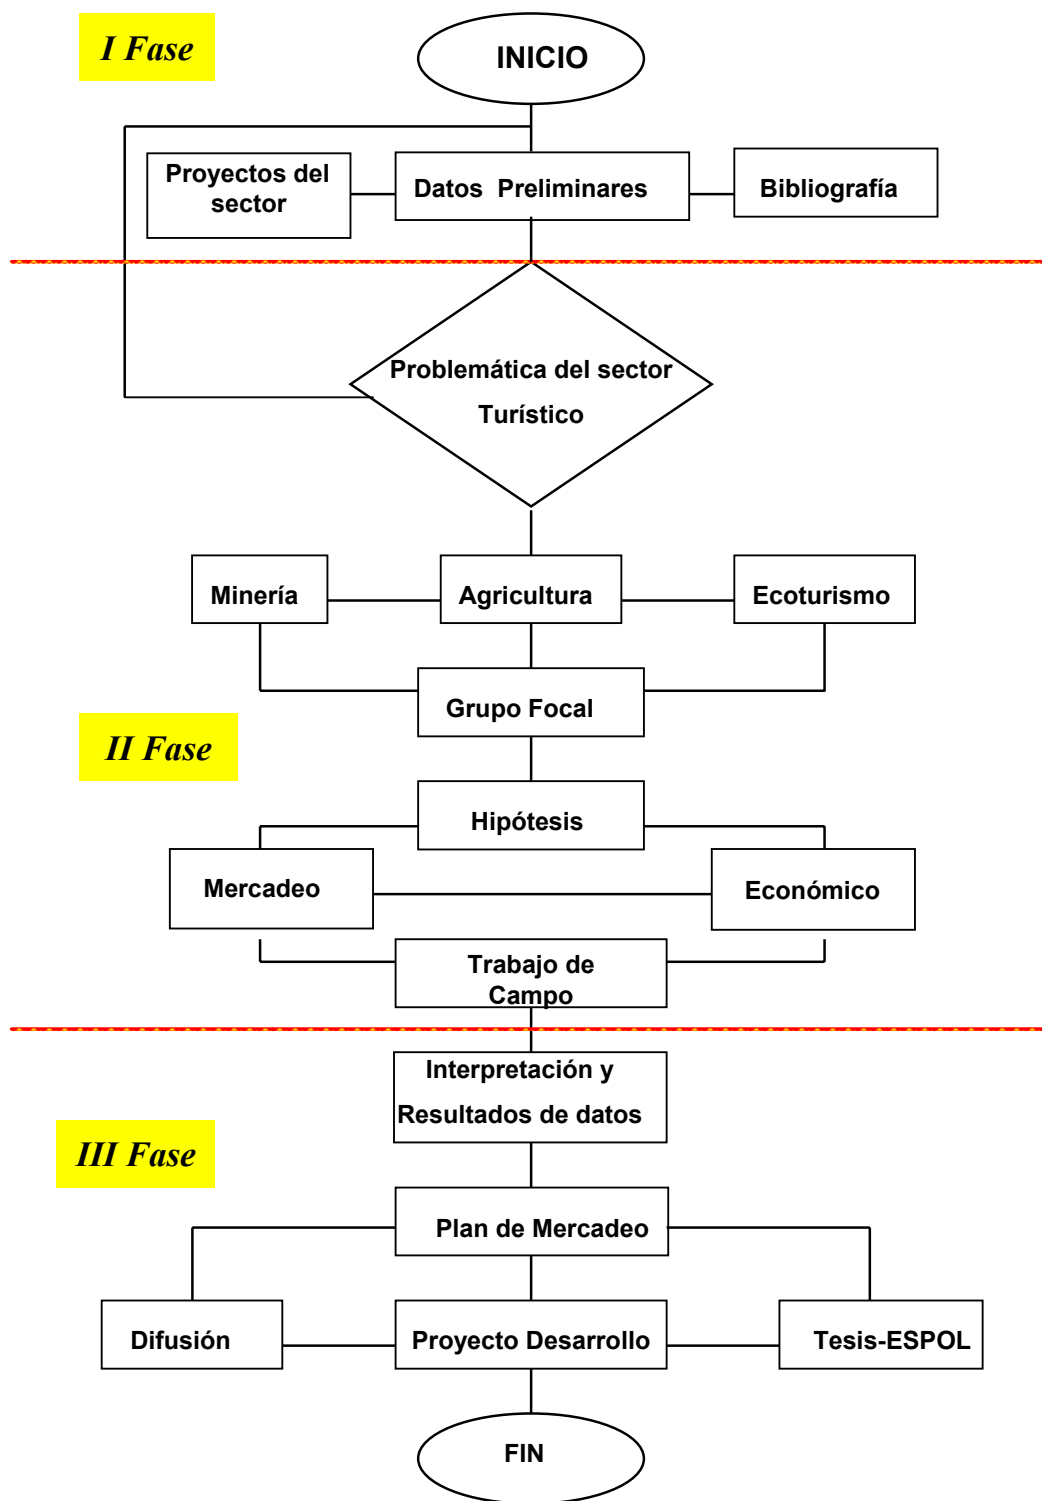 I Fase
INICIO
Proyectos del
sector
Datos Preliminares
Bibliografía
Problemática del sector
Turístico
Minería
Agricultura
Ecoturismo
Grupo Focal
II Fase
Hipótesis
Mercadeo
Económico
Trabajo de
Campo
Interpretación y
Resultados de datos
III Fase
Plan de Mercadeo
Difusión
Proyecto Desarrollo
Tesis-ESPOL
FIN